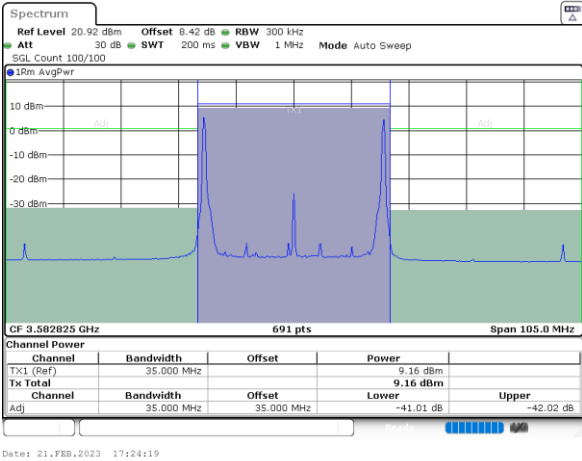 Spectrum
Ref Level 20.92 dBm Offset 8.42 dB RBW 300 kHz
Att 30 dB SWT 200 ms VBW 1 MHz Mode Auto Sweep
SGL Count 100/100
1Rm AvgPwr
10 dBm
Adj TX1 Adj
0 dBm
-10 dBm
-20 dBm
-30 dBm
CF 3.582825 GHz 691 pts Span 105.0 MHz
Channel Power
Channel Bandwidth Offset Power
TX1 (Ref) 35.000 MHz 9.16 dBm
Tx Total 9.16 dBm
Channel Bandwidth Offset Lower Upper
Adj 35.000 MHz 35.000 MHz -41.01 dB -42.02 dB
Date: 21.FEB.2023 17:24:19